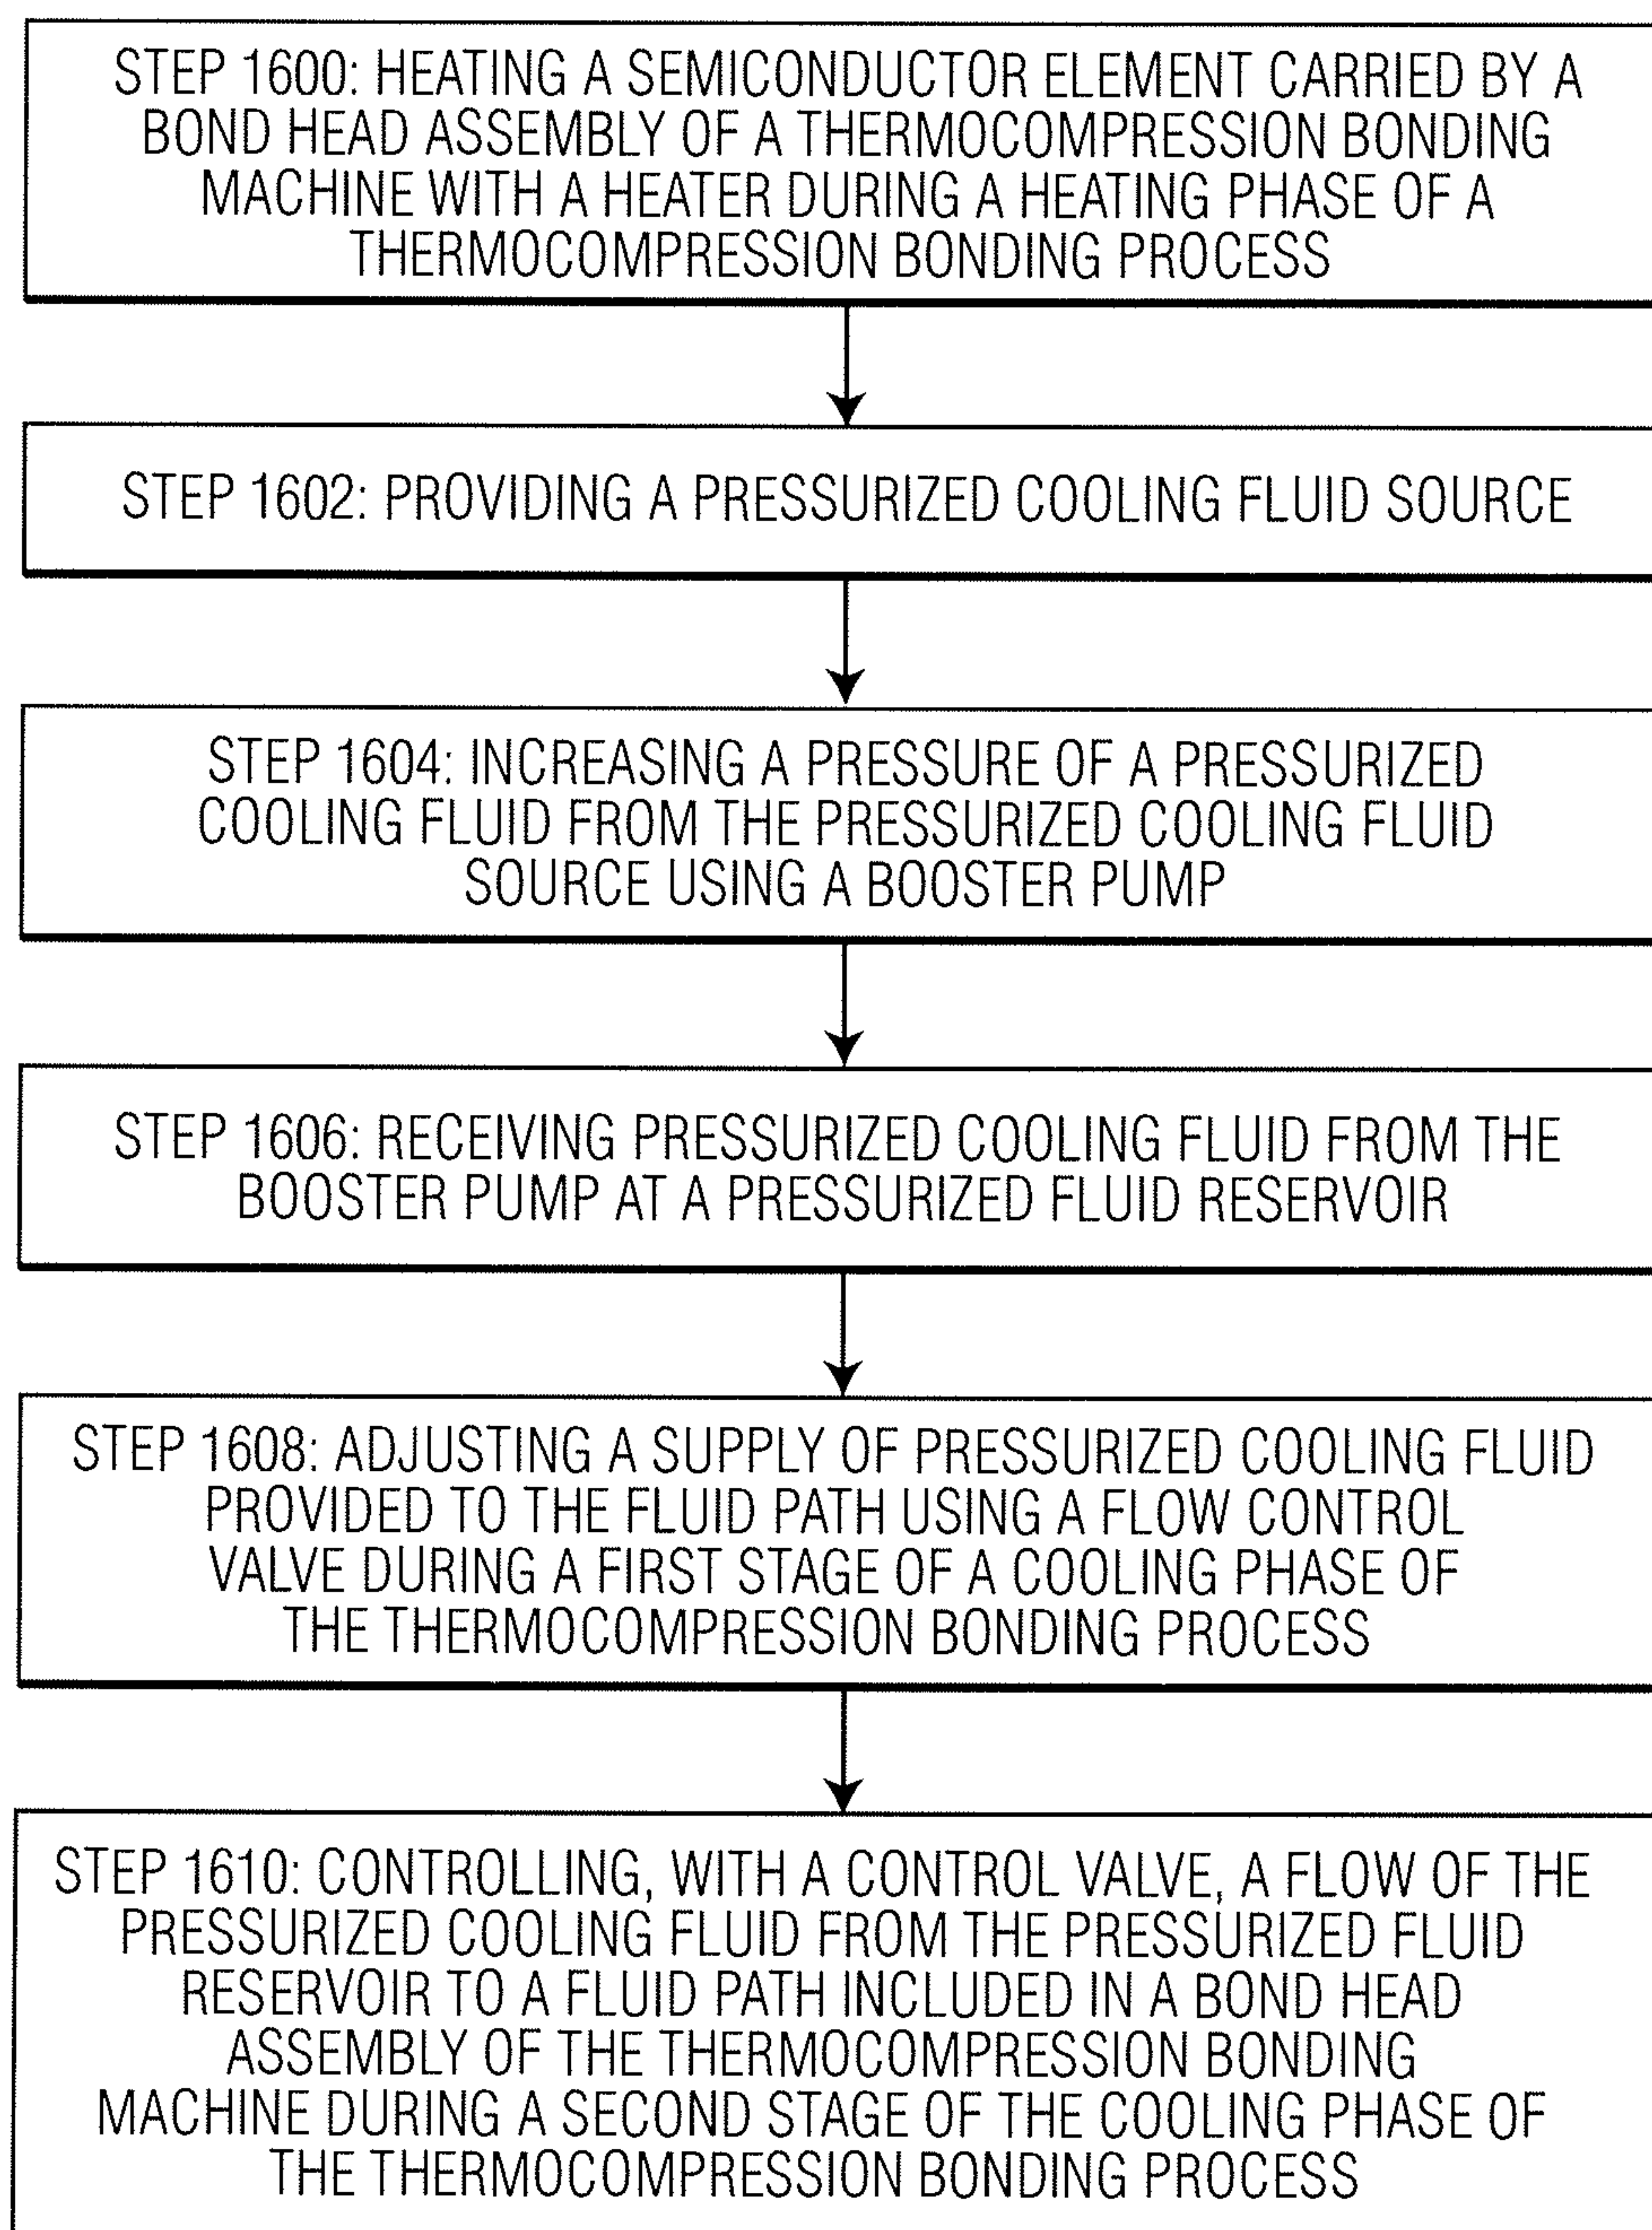 STEP 1600: HEATING A SEMICONDUCTOR ELEMENT CARRIED BY A
BOND HEAD ASSEMBLY OF A THERMOCOMPRESSION BONDING
MACHINE WITH A HEATER DURING A HEATING PHASE OF A
THERMOCOMPRESSION BONDING PROCESS
STEP 1602: PROVIDING A PRESSURIZED COOLING FLUID SOURCE
STEP 1604: INCREASING A PRESSURE OF A PRESSURIZED
COOLING FLUID FROM THE PRESSURIZED COOLING FLUID
SOURCE USING A BOOSTER PUMP
STEP 1606: RECEIVING PRESSURIZED COOLING FLUID FROM THE
BOOSTER PUMP AT A PRESSURIZED FLUID RESERVOIR
STEP 1608: ADJUSTING A SUPPLY OF PRESSURIZED COOLING FLUID
PROVIDED TO THE FLUID PATH USING A FLOW CONTROL
VALVE DURING A FIRST STAGE OF A COOLING PHASE OF
THE THERMOCOMPRESSION BONDING PROCESS
STEP 1610: CONTROLLING, WITH A CONTROL VALVE, A FLOW OF THE
PRESSURIZED COOLING FLUID FROM THE PRESSURIZED FLUID
RESERVOIR TO A FLUID PATH INCLUDED IN A BOND HEAD
ASSEMBLY OF THE THERMOCOMPRESSION BONDING
MACHINE DURING A SECOND STAGE OF THE COOLING PHASE OF
THE THERMOCOMPRESSION BONDING PROCESS